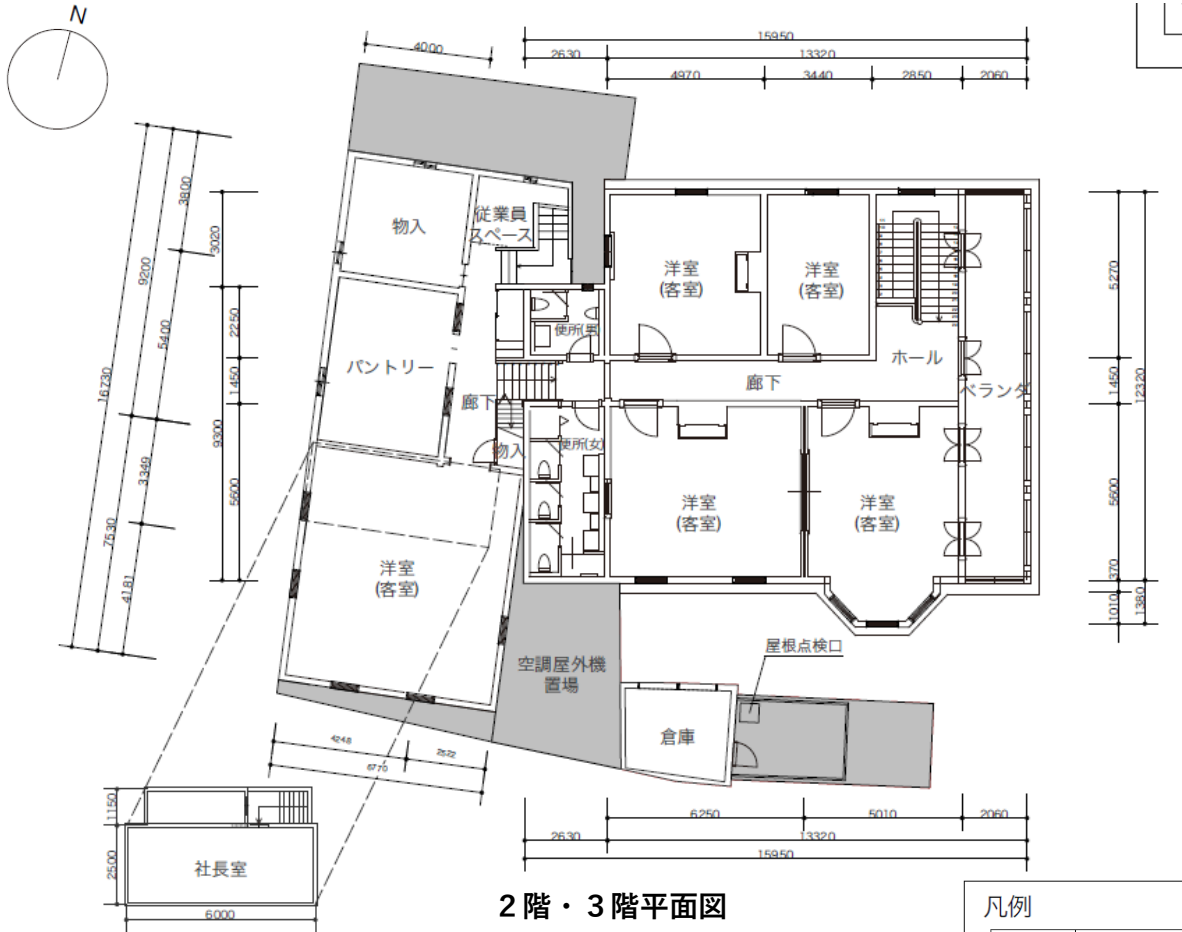 N
15950
2630
13320
4970
3440
2850
2060
4000
3800
3020
9200
2250
5400
16730
1450
9300
3349
5600
7530
4181
物入
従業員
スペース
洋室
(客室)
洋室
(客室)
便所(男)
パントリー
ホール
廊下
ベランダ
廊下
便所(女)
物入
洋室
(客室)
洋室
(客室)
洋室
(客室)
5270
1450
12320
5600
370
1010
1380
空調屋外機
置場
屋根点検口
倉庫
4248
2522
6770
6250
5010
2060
2630
13320
15950
1150
2500
社長室
6000
2階・3階平面図
凡例